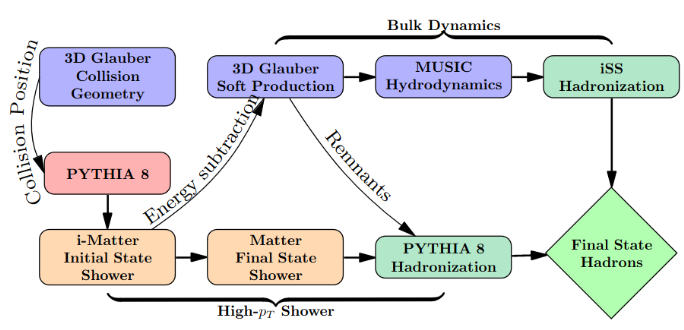 Bulk Dynamics
3D Glauber
Collision
Geometry
3D Glauber
Soft Production
MUSIC
Hydrodynamics
iSS
Hadronization
Collision Position
Energy subtraction
Remnants
PYTHIA 8
i-Matter
Initial State
Shower
Matter
Final State
Shower
PYTHIA 8
Hadronization
Final State
Hadrons
High-$p_T$ Shower